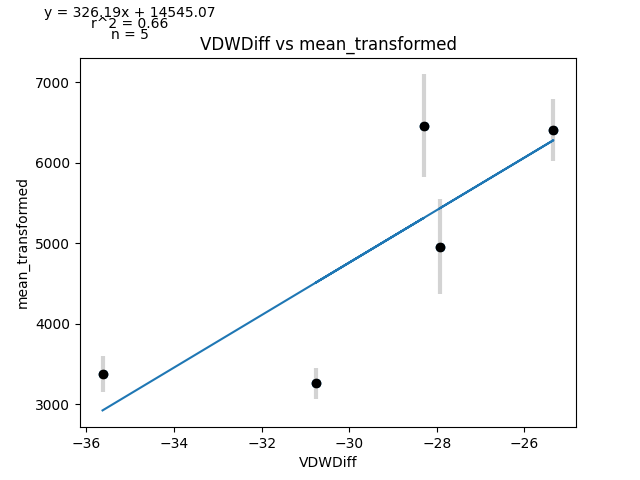 y = 326.19x + 14545.07
r^2 = 0.66
n = 5
VDWDiff vs mean_transformed
mean_transformed
7000
6000
5000
4000
3000
−36
−34
−32
−30
−28
−26
VDWDiff